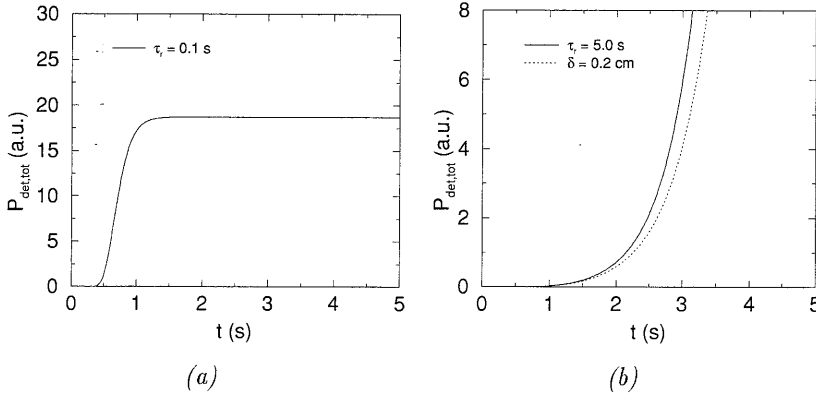 P_det,tot (a.u.)
30
25
20
15
10
5
0
τ_r = 0.1 s
0 1 2 3 4 5
t (s)
(a)
P_det,tot (a.u.)
8
6
4
2
0
τ_r = 5.0 s
δ = 0.2 cm
0 1 2 3 4 5
t (s)
(b)